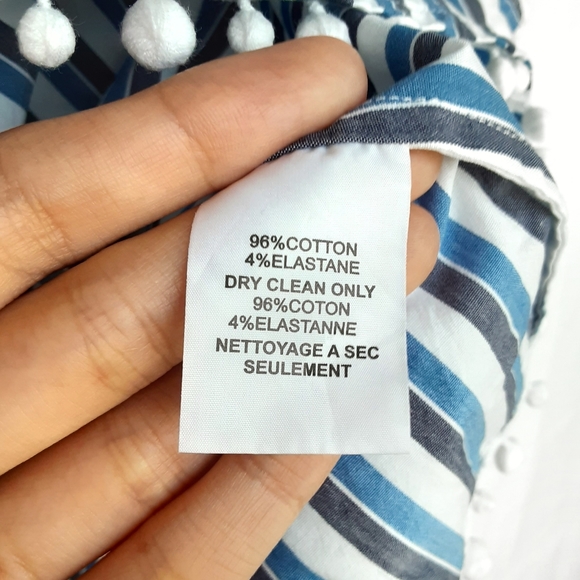 96%COTTON
4%ELASTANE
DRY CLEAN ONLY
96%COTON
4%ELASTANNE
NETTOYAGE A SEC
SEULEMENT